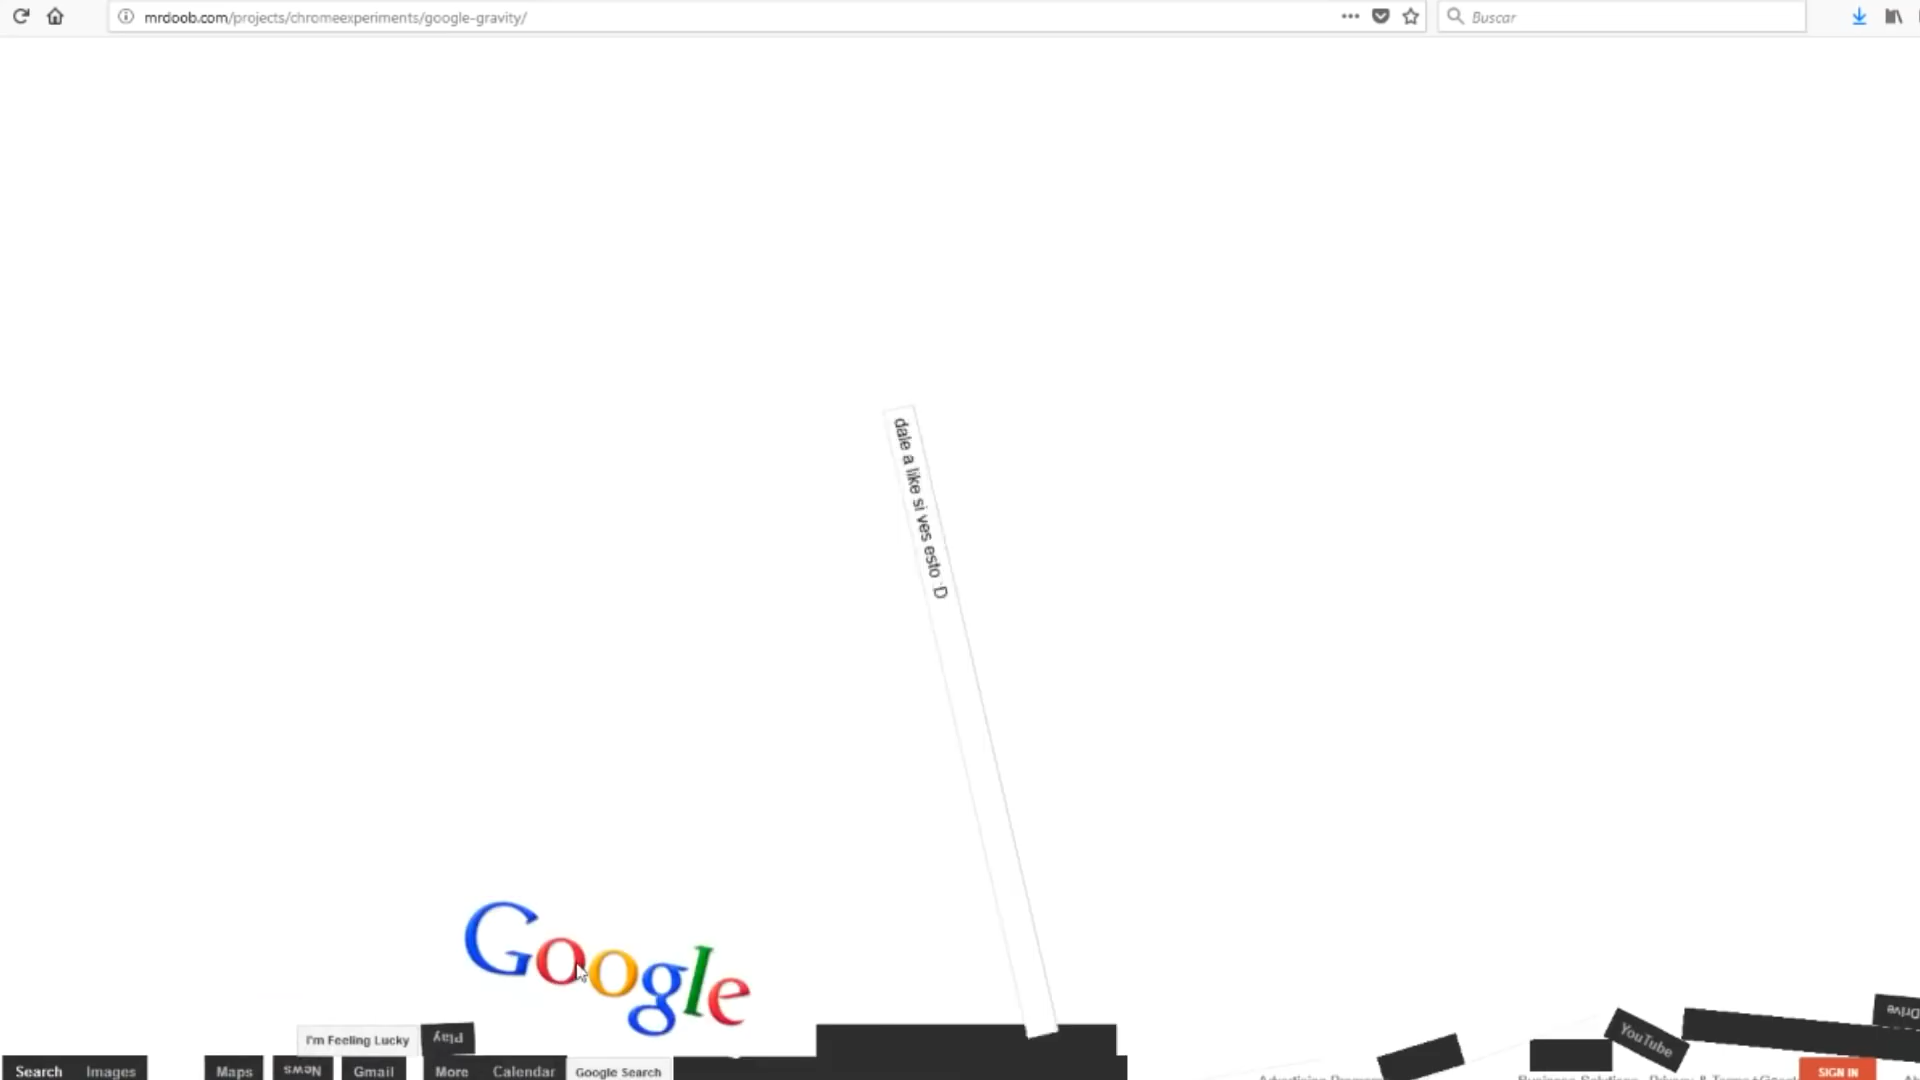 mrdoob.com/projects/chromeexperiments/google-gravity/
Buscar
dale a like si ves esto :D
Google
I'm Feeling Lucky
Play
Drive
YouTube
Search
Images
Maps
News
Gmail
More
Calendar
Google Search
SIGN IN